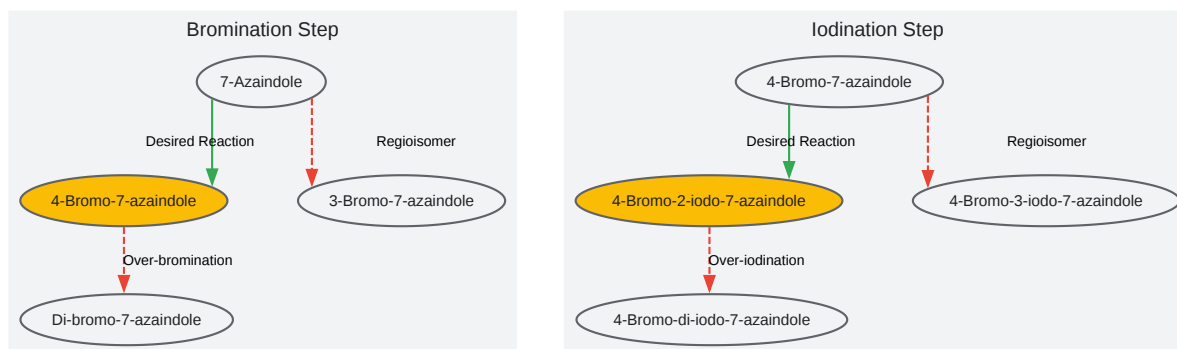 Bromination Step
7-Azaindole
Desired Reaction
Regioisomer
4-Bromo-7-azaindole
3-Bromo-7-azaindole
Over-bromination
Di-bromo-7-azaindole
Iodination Step
4-Bromo-7-azaindole
Desired Reaction
Regioisomer
4-Bromo-2-iodo-7-azaindole
4-Bromo-3-iodo-7-azaindole
Over-iodination
4-Bromo-di-iodo-7-azaindole